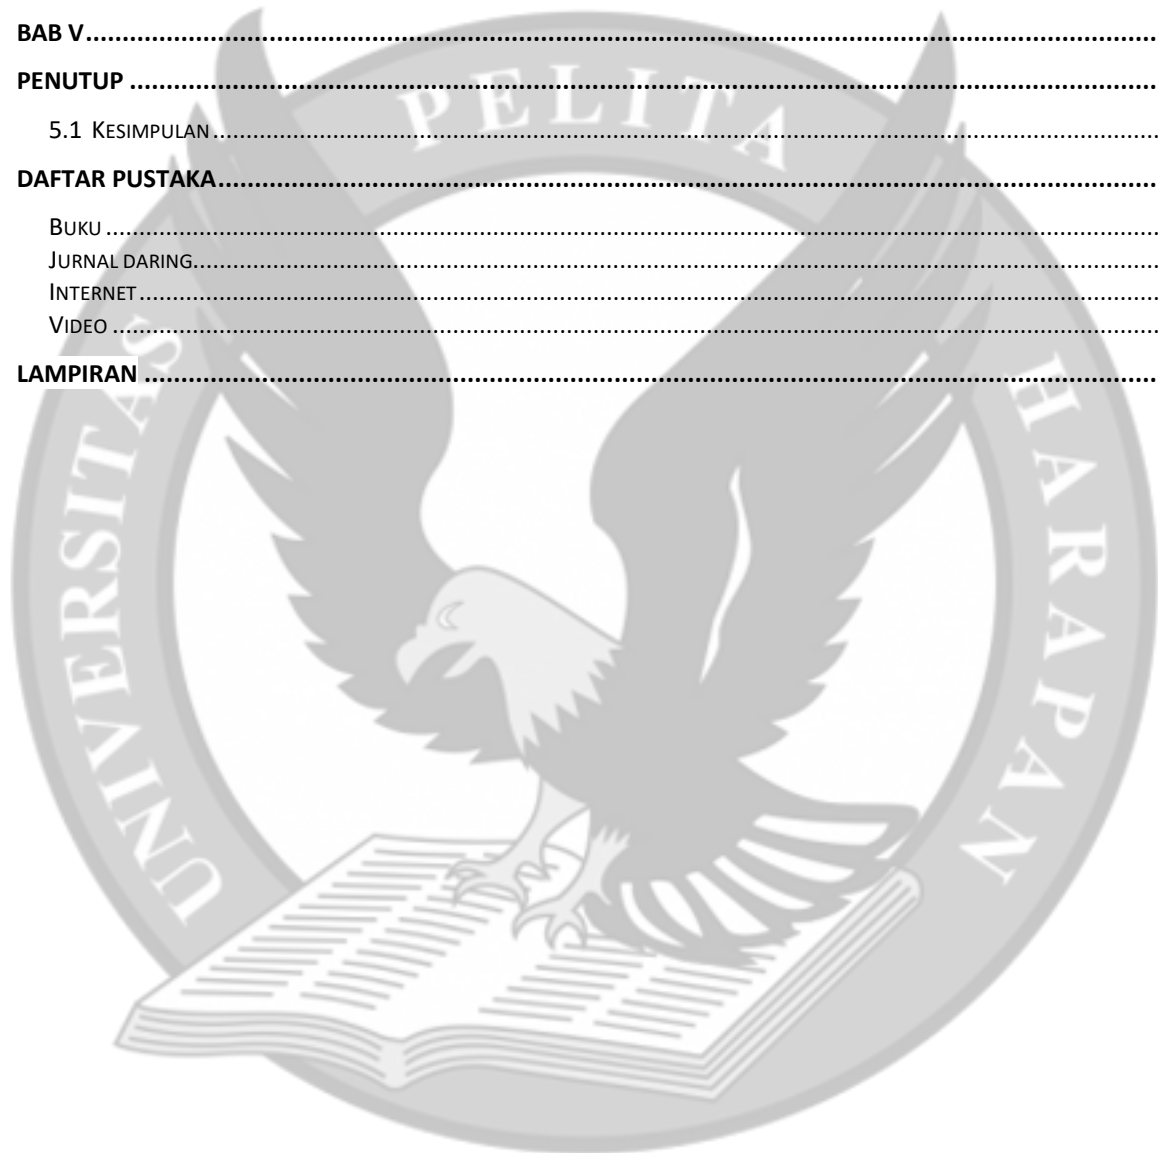 BAB V
PENUTUP
5.1 KESIMPULAN
DAFTAR PUSTAKA
BUKU
JURNAL DARING
INTERNET
VIDEO
LAMPIRAN
UNIVERSITAS PELITA HARAPAN